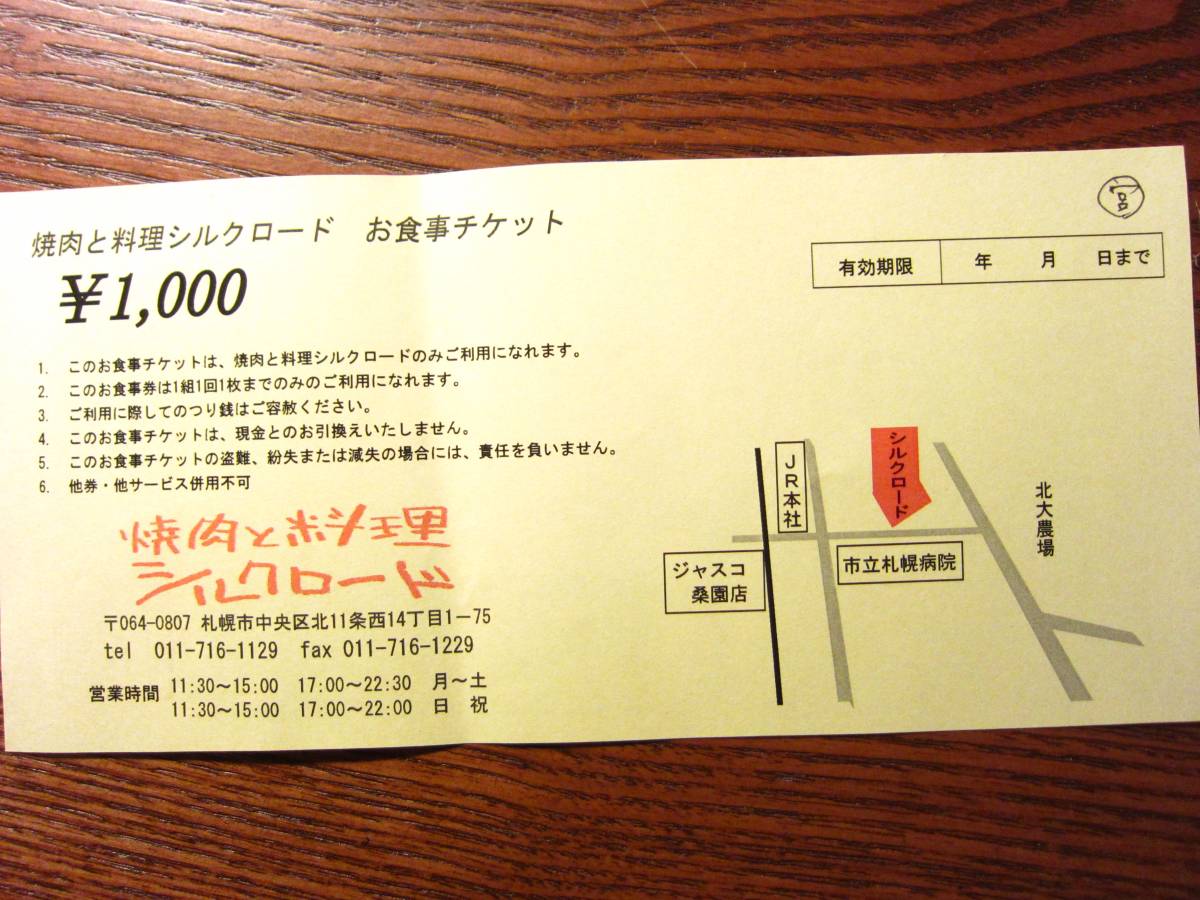 宮
焼肉と料理シルクロード お食事チケット
¥1,000
有効期限 年 月 日まで
1. このお食事チケットは、焼肉と料理シルクロードのみご利用になれます。
2. このお食事券は1組1回1枚までのみのご利用になれます。
3. ご利用に際してのつり銭はご容赦ください。
4. このお食事チケットは、現金とのお引換えいたしません。
5. このお食事チケットの盗難、紛失または減失の場合には、責任を負いません。
6. 他券・他サービス併用不可
焼肉と料理
シルクロード
〒064-0807 札幌市中央区北11条西14丁目1-75
tel 011-716-1129 fax 011-716-1229
営業時間 11:30～15:00 17:00～22:30 月～土
11:30～15:00 17:00～22:00 日 祝
JR本社
シルクロード
北大農場
ジャスコ
桑園店
市立札幌病院